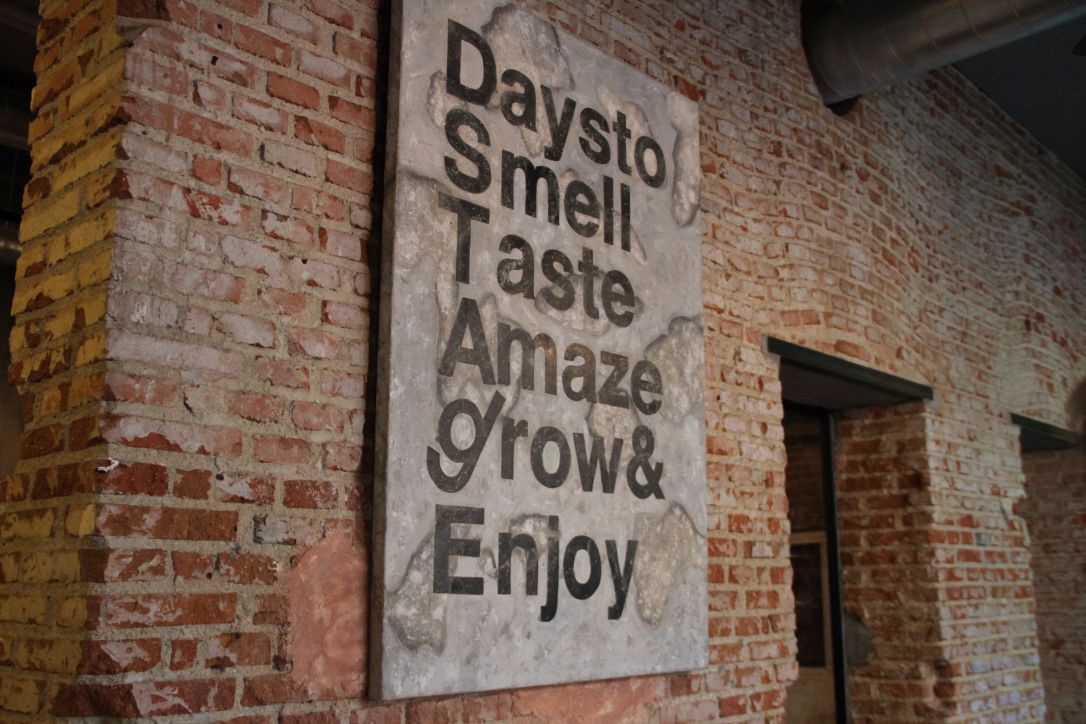 Daysto
Smell
Taste
Amaze
grow&
Enjoy